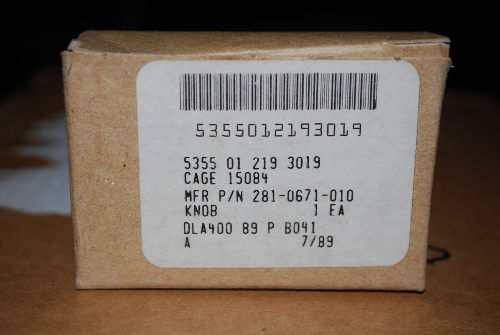 5355012193019
5355 01 219 3019
CAGE 15084
MFR P/N 281-0671-010
KNOB 1 EA
DLA400 89 P B041
A 7/89